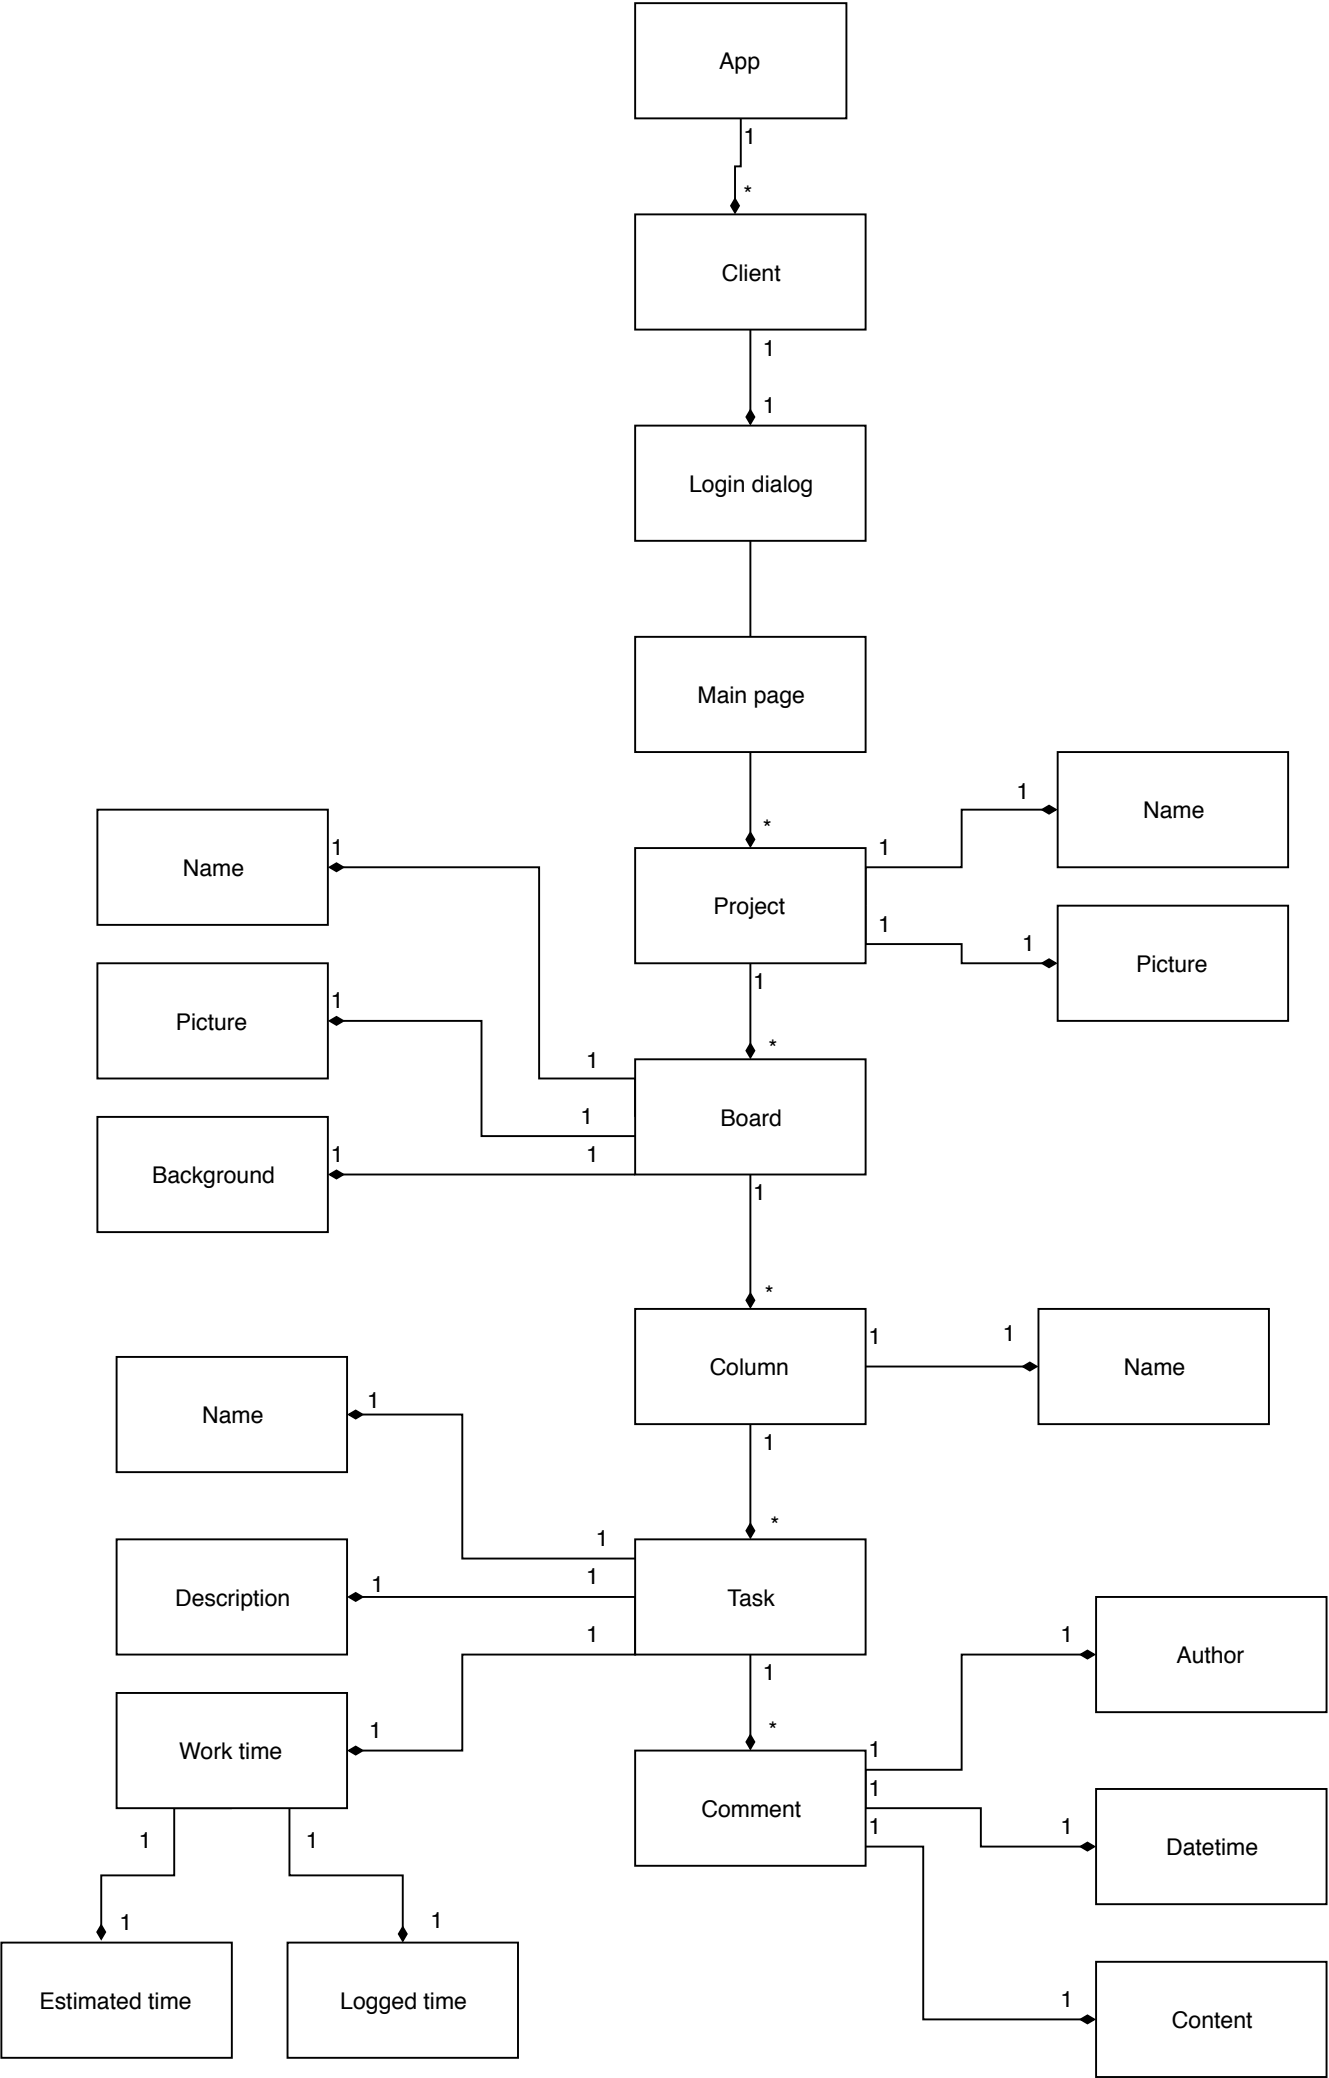 App
1
*
Client
1
1
Login dialog
Main page
*
1
Name
1
Name
1
Project
1
1
Picture
1
Picture
1
*
1
Board
1
1
1
Background
1
*
Column
1
1
Name
Name
1
1
*
1
Description
1
1
Task
1
1
Author
1
Work time
1
*
1
Comment
1
1
1
Datetime
1
1
1
1
Estimated time
Logged time
1
Content